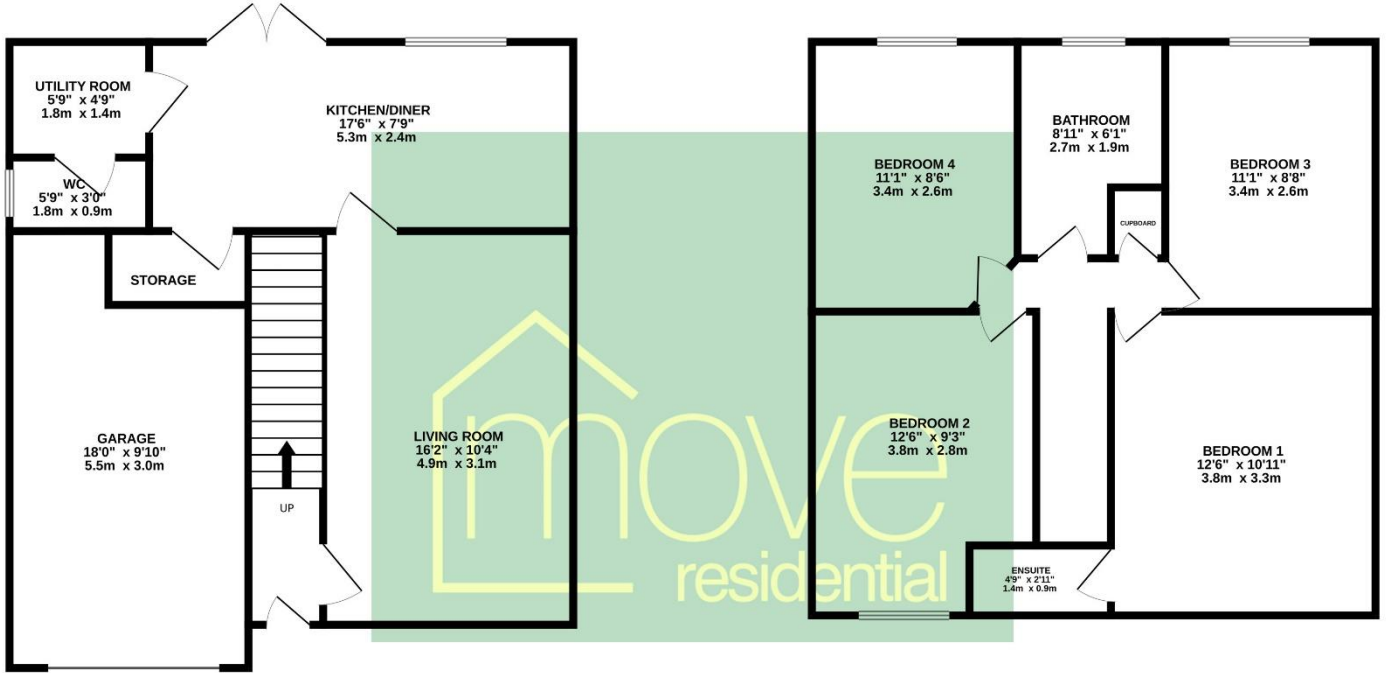 UTILITY ROOM
5'9" x 4'9"
1.8m x 1.4m
KITCHEN/DINER
17'6" x 7'9"
5.3m x 2.4m
WC
5'9" x 3'0"
1.8m x 0.9m
STORAGE
GARAGE
18'0" x 9'10"
5.5m x 3.0m
UP
LIVING ROOM
16'2" x 10'4"
4.9m x 3.1m
BEDROOM 4
11'1" x 8'6"
3.4m x 2.6m
BATHROOM
8'11" x 6'1"
2.7m x 1.9m
BEDROOM 3
11'1" x 8'8"
3.4m x 2.6m
CUPBOARD
BEDROOM 2
12'6" x 9'3"
3.8m x 2.8m
BEDROOM 1
12'6" x 10'11"
3.8m x 3.3m
ENSUITE
4'9" x 2'11"
1.4m x 0.9m
move
residential